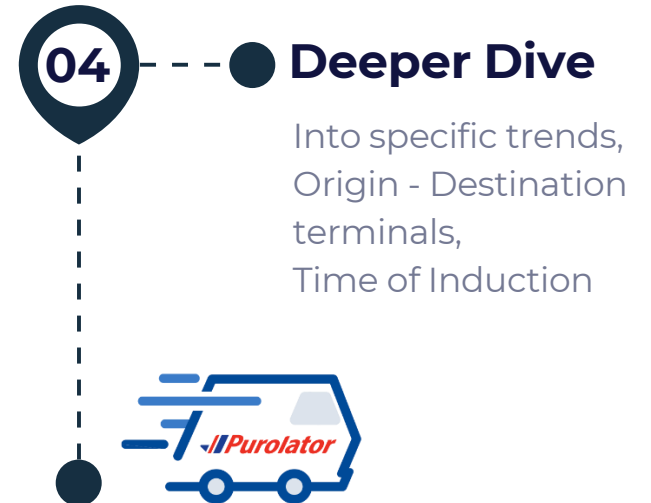 04
Deeper Dive
Into specific trends,
Origin - Destination
terminals,
Time of Induction
Purolator